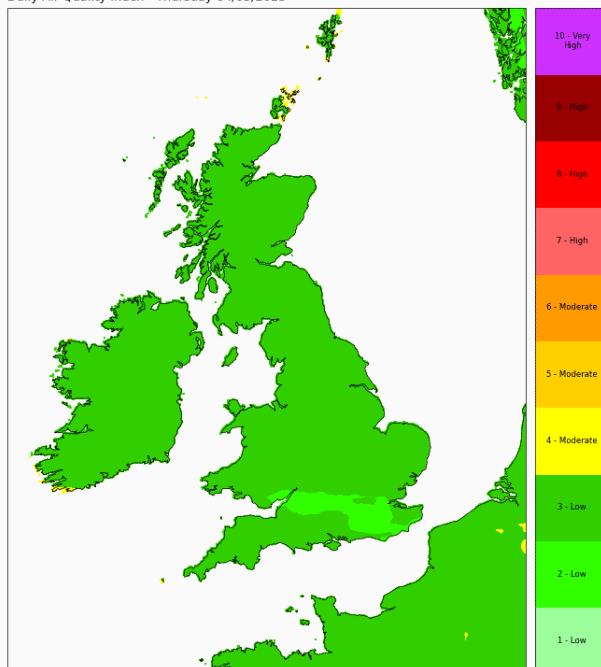 Daily Air Quality Index - Thursday
10 - Very
High
9 - High
8 - High
7 - High
6 - Moderate
5 - Moderate
4 - Moderate
3 - Low
2 - Low
1 - Low